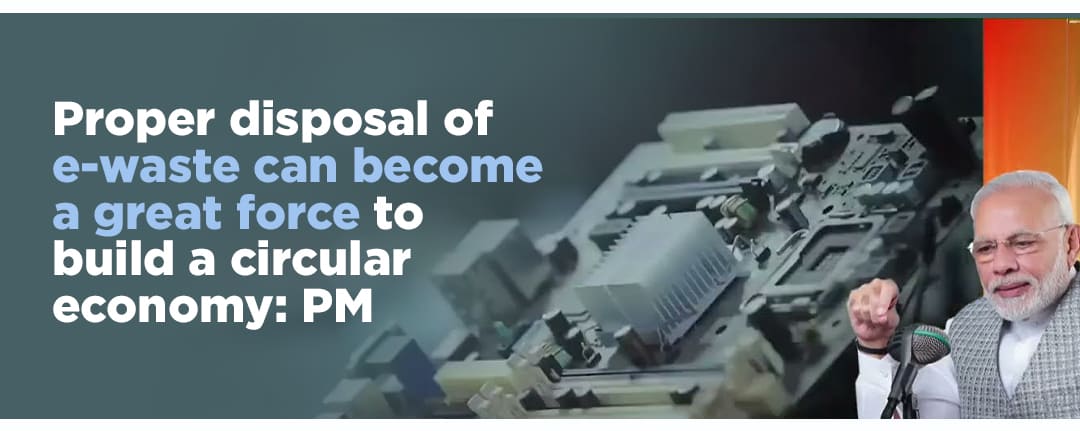 Proper disposal of
e-waste can become
a great force to
build a circular
economy: PM